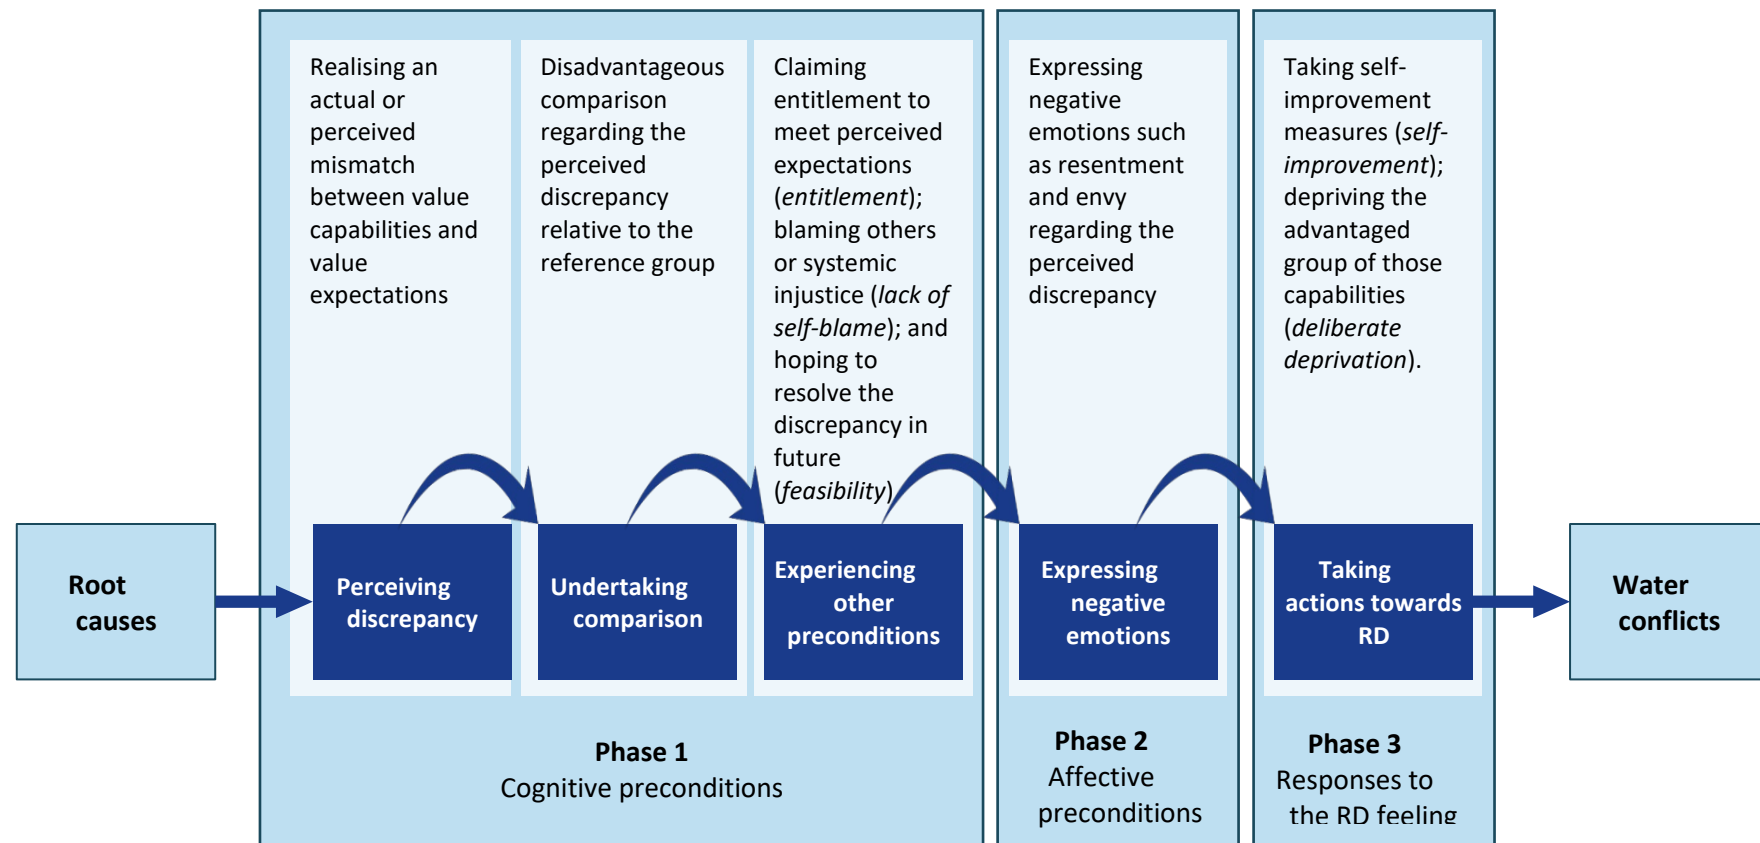 Realising an
actual or
perceived
mismatch
between value
capabilities and
value
expectations
Disadvantageous
comparison
regarding the
perceived
discrepancy
relative to the
reference group
Claiming
entitlement to
meet perceived
expectations
(entitlement);
blaming others
or systemic
injustice (lack of
self-blame); and
hoping to
resolve the
discrepancy in
future
(feasibility)
Expressing
negative
emotions such
as resentment
and envy
regarding the
perceived
discrepancy
Taking self-
improvement
measures (self-
improvement);
depriving the
advantaged
group of those
capabilities
(deliberate
deprivation).
Root
causes
Perceiving
discrepancy
Undertaking
comparison
Experiencing
other
preconditions
Expressing
negative
emotions
Taking
actions towards
RD
Water
conflicts
Phase 1
Cognitive preconditions
Phase 2
Affective
preconditions
Phase 3
Responses to
the RD feeling